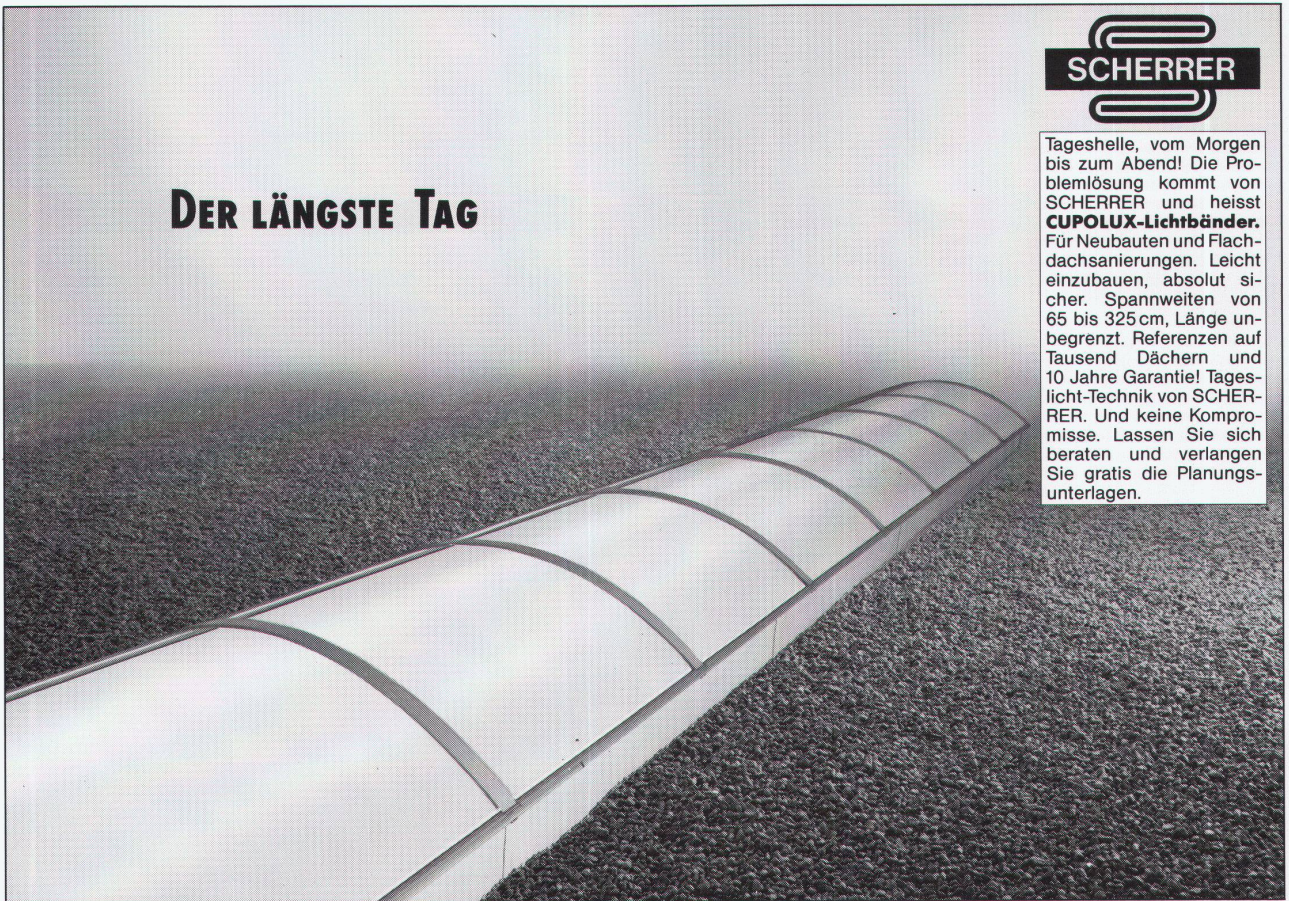 SCHERRER
DER LÄNGSTE TAG
Tageshelle, vom Morgen
bis zum Abend! Die Pro-
blemlösung kommt von
SCHERRER und heisst
CUPOLUX-Lichtbänder.
Für Neubauten und Flach-
dachsanierungen. Leicht
einzubauen, absolut si-
cher. Spannweiten von
65 bis 325 cm, Länge un-
begrenzt. Referenzen auf
Tausend Dächern und
10 Jahre Garantie! Tages-
licht-Technik von SCHER-
RER. Und keine Kompro-
misse. Lassen Sie sich
beraten und verlangen
Sie gratis die Planungs-
unterlagen.